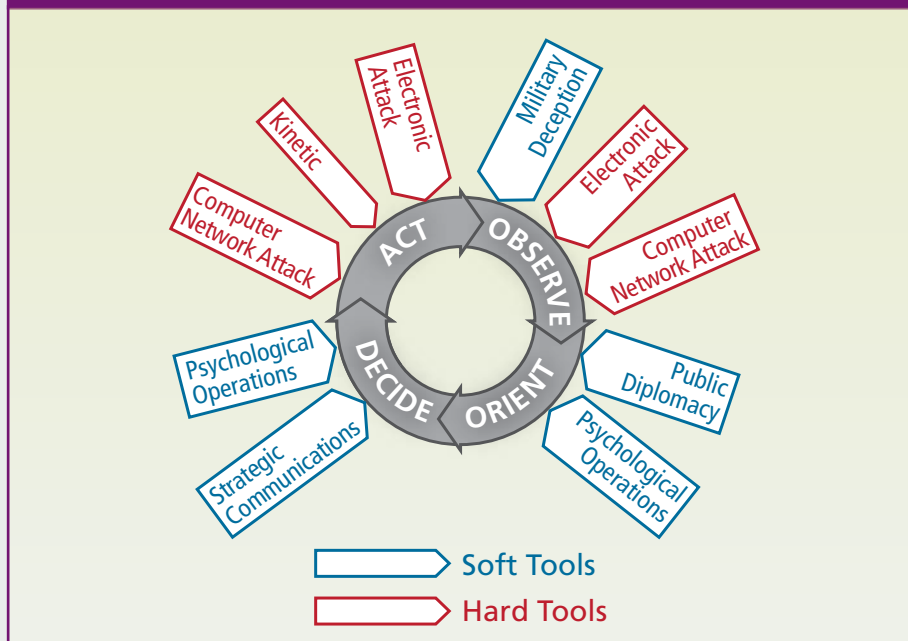 Electronic
Attack
Military
Deception
Kinetic
Electronic
Attack
Computer
Network Attack
Computer
Network Attack
ACT
OBSERVE
Psychological
Operations
DECIDE
ORIENT
Public
Diplomacy
Strategic
Communications
Psychological
Operations
Soft Tools
Hard Tools